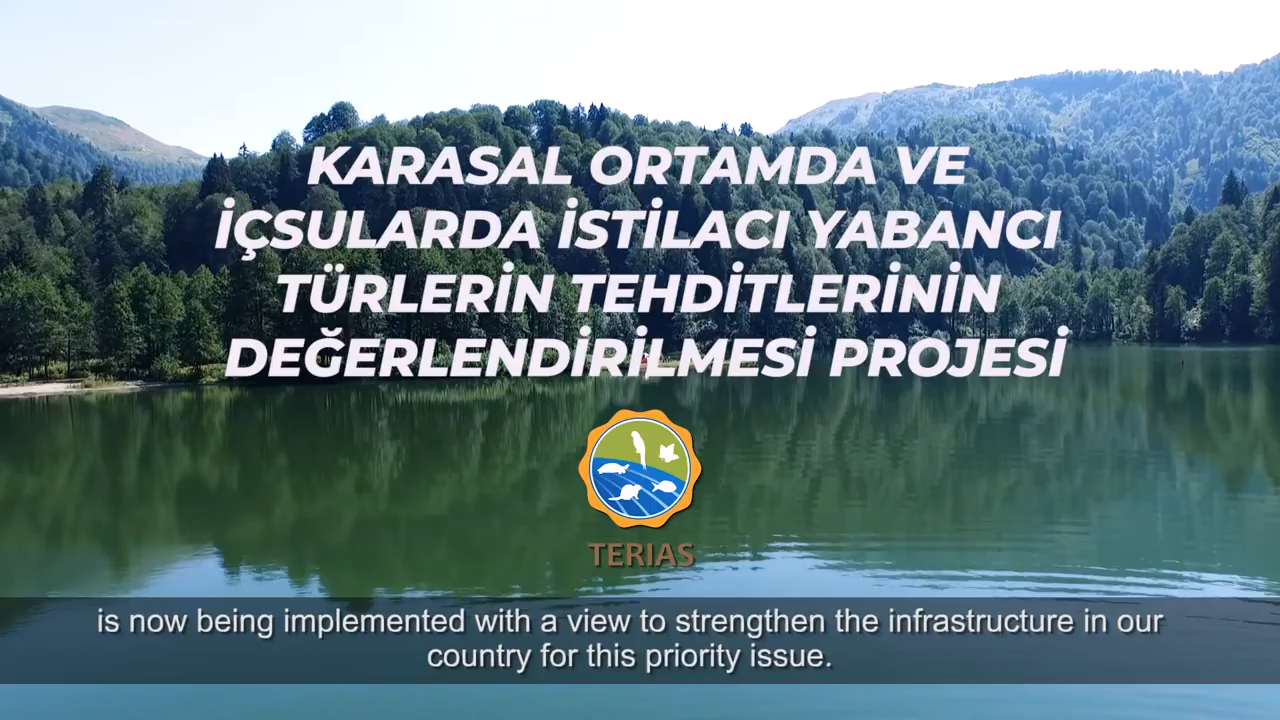 KARASAL ORTAMDA VE
İÇSULARDA İSTİLACI YABANCI
TÜRLERİN TEHDİTLERİNİN
DEĞERLENDİRİLMESİ PROJESİ
TERIAS
is now being implemented with a view to strengthen the infrastructure in our
country for this priority issue.